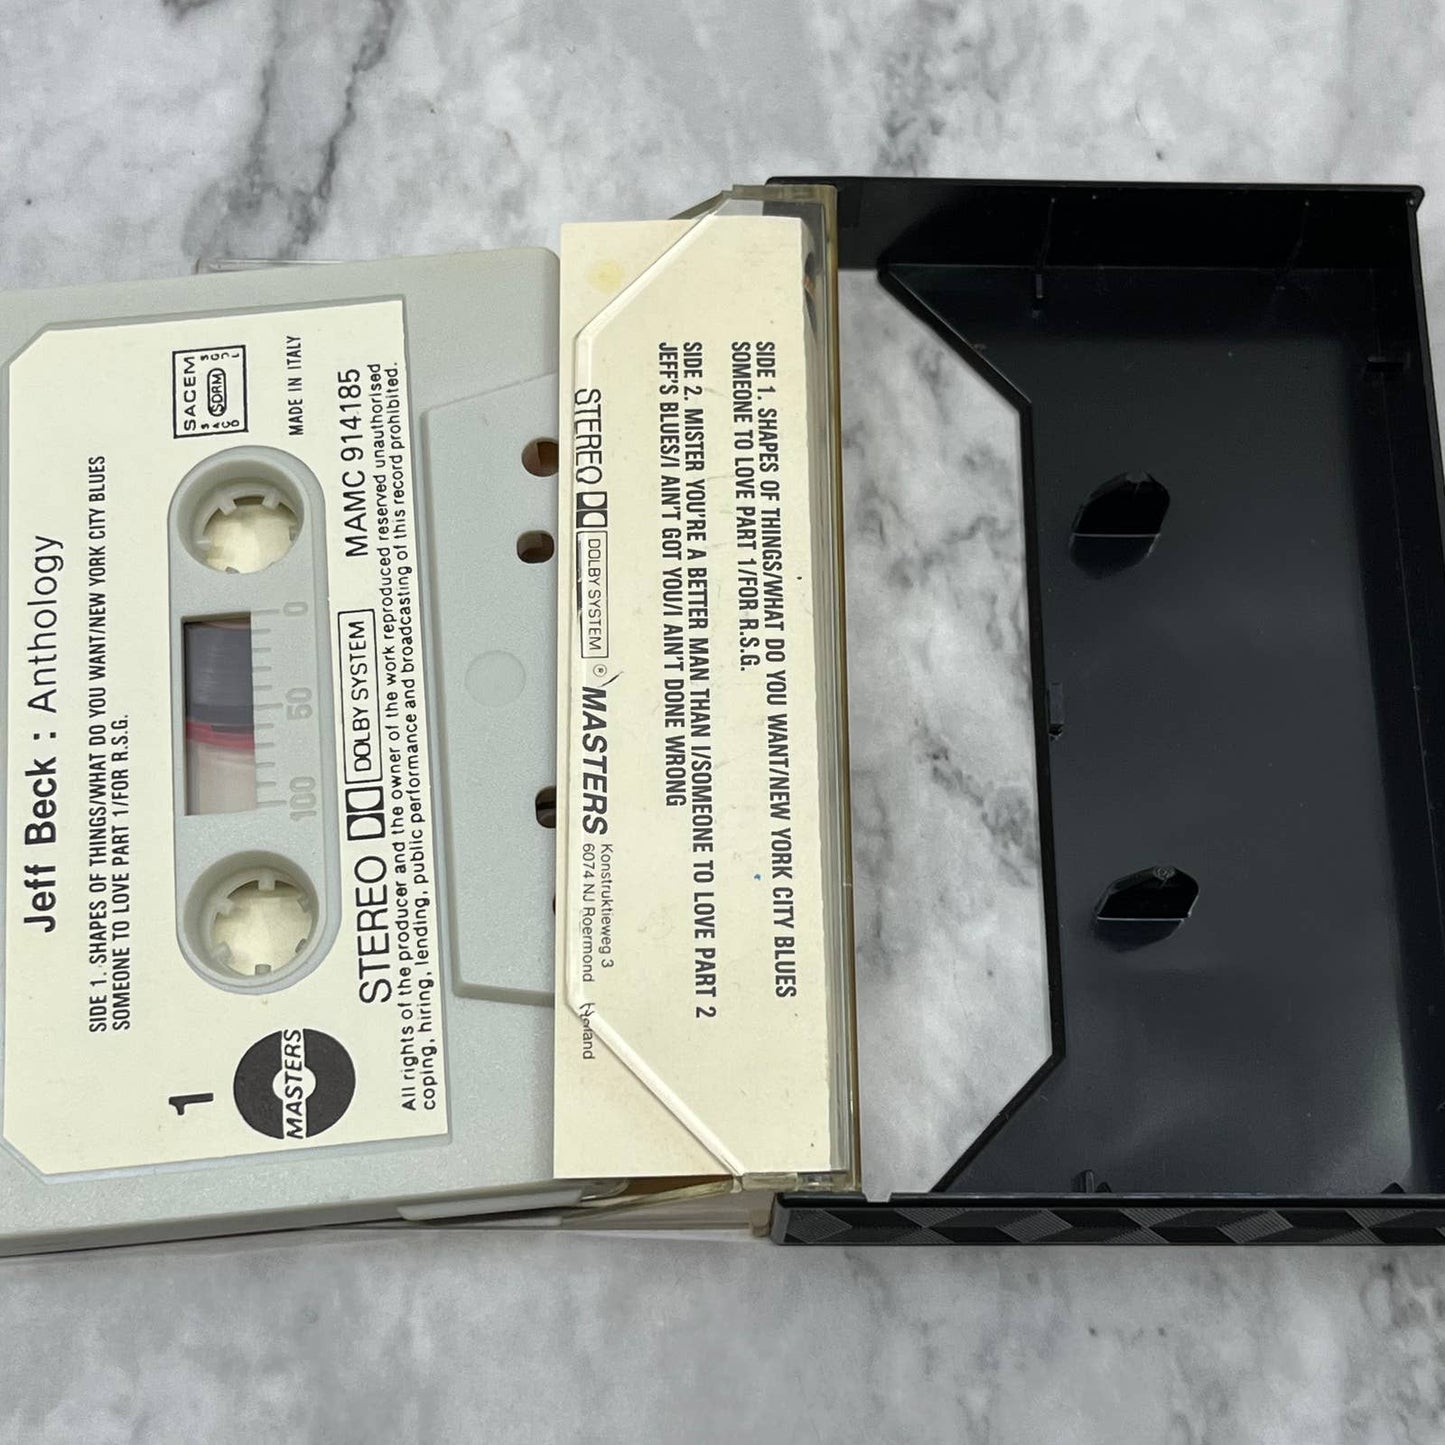 Jeff Beck : Anthology
SIDE 1. SHAPES OF THINGS/WHAT DO YOU WANT/NEW YORK CITY BLUES
SOMEONE TO LOVE PART 1/FOR R.S.G.
1
SACEM
SDRM
SACD
SGDL
MADE IN ITALY
100 50 0
MASTERS
STEREO DOLBY SYSTEM MAMC 914185
All rights of the producer and the owner of the work reproduced reserved unauthorised
coping, hiring, lending, public performance and broadcasting of this record prohibited.
SIDE 1. SHAPES OF THINGS/WHAT DO YOU WANT/NEW YORK CITY BLUES
SOMEONE TO LOVE PART 1/FOR R.S.G.
SIDE 2. MISTER YOU'RE A BETTER MAN THAN I/SOMEONE TO LOVE PART 2
JEFF'S BLUES/I AIN'T GOT YOU/I AIN'T DONE WRONG
STEREO DOLBY SYSTEM ® MASTERS
Konstruktieweg 3
6074 NJ Roermond